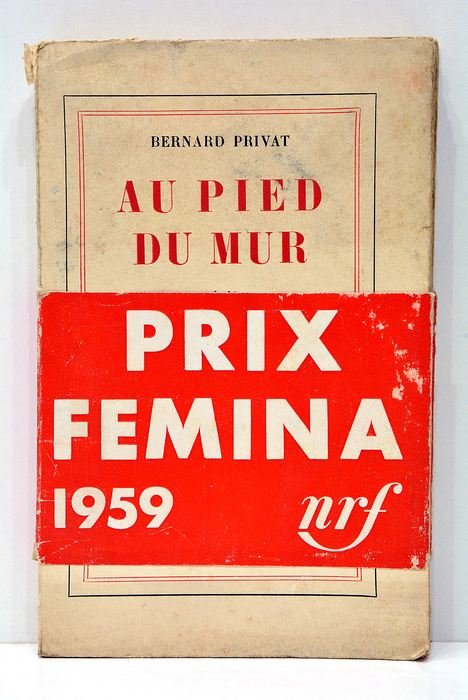 BERNARD PRIVAT
AU PIED
DU MUR
PRIX
FEMINA
1959
nrf